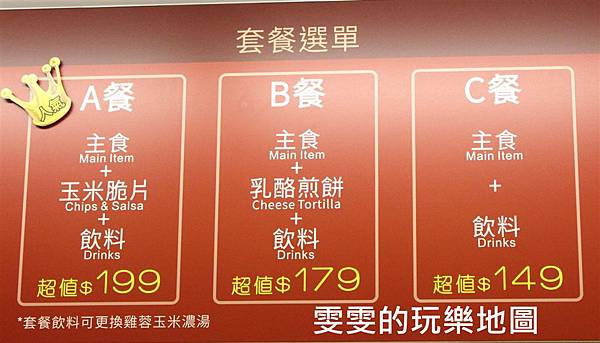 套餐選單
人氣
A餐
主食
Main Item
+
玉米脆片
Chips & Salsa
+
飲料
Drinks
超值$199
B餐
主食
Main Item
+
乳酪煎餅
Cheese Tortilla
+
飲料
Drinks
超值$179
C餐
主食
Main Item
+
飲料
Drinks
超值$149
*套餐飲料可更換雞蓉玉米濃湯
雯雯的玩樂地圖